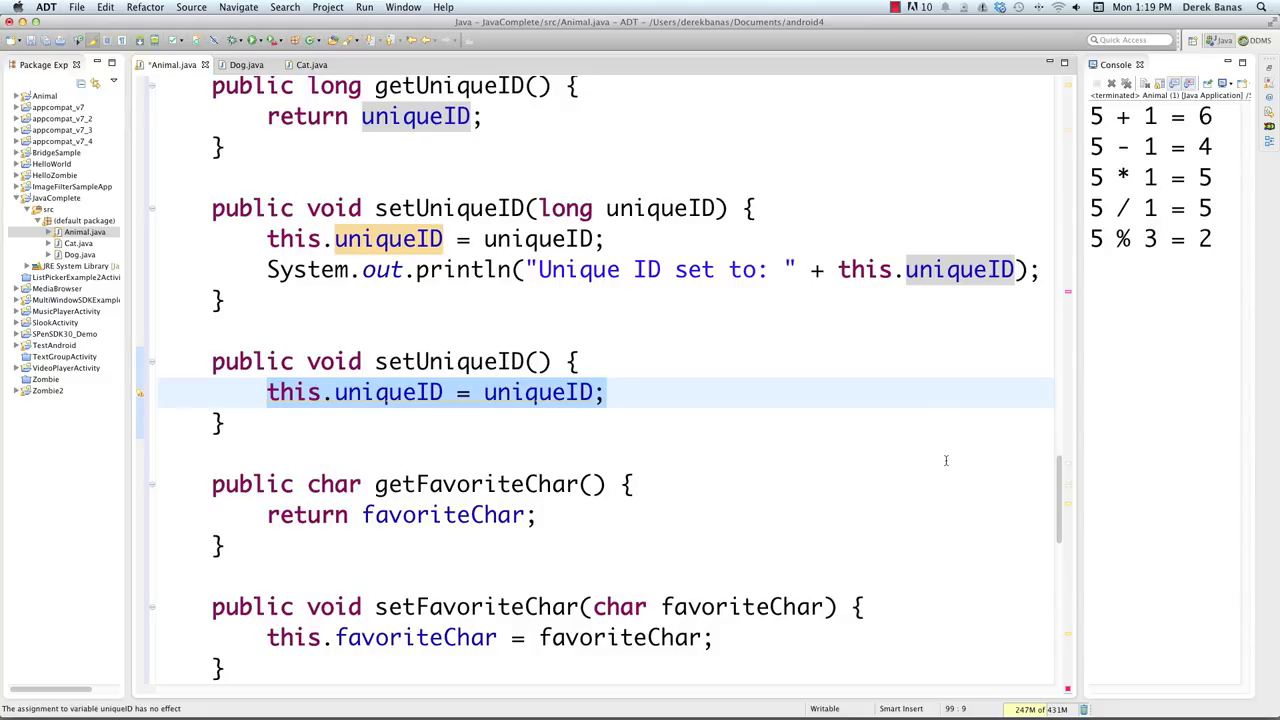 ADT File Edit Refactor Source Navigate Search Project Run Window Help 10 Mon 1:19 PM Derek Banas
Java – JavaComplete/src/Animal.java – ADT – /Users/derekbanas/Documents/android4
Quick Access Java DDMS
Package Exp *Animal.java Dog.java Cat.java Console
<terminated> Animal (1) [Java Application]
Animal
appcompat_v7
appcompat_v7_2
appcompat_v7_3
appcompat_v7_4
BridgeSample
HelloWorld
HelloZombie
ImageFilterSampleApp
JavaComplete
src
(default package)
Animal.java
Cat.java
Dog.java
JRE System Library [Ja
ListPickerExample2Activi
MediaBrowser
MultiWindowSDKExample
MusicPlayerActivity
SlookActivity
SPenSDK30_Demo
TestAndroid
TextGroupActivity
VideoPlayerActivity
Zombie
Zombie2
public long getUniqueID() {
return uniqueID;
}
public void setUniqueID(long uniqueID) {
this.uniqueID = uniqueID;
System.out.println("Unique ID set to: " + this.uniqueID);
}
public void setUniqueID() {
this.uniqueID = uniqueID;
}
public char getFavoriteChar() {
return favoriteChar;
}
public void setFavoriteChar(char favoriteChar) {
this.favoriteChar = favoriteChar;
}
5 + 1 = 6
5 - 1 = 4
5 * 1 = 5
5 / 1 = 5
5 % 3 = 2
The assignment to variable uniqueID has no effect Writable Smart Insert 99 : 9 247M of 431M